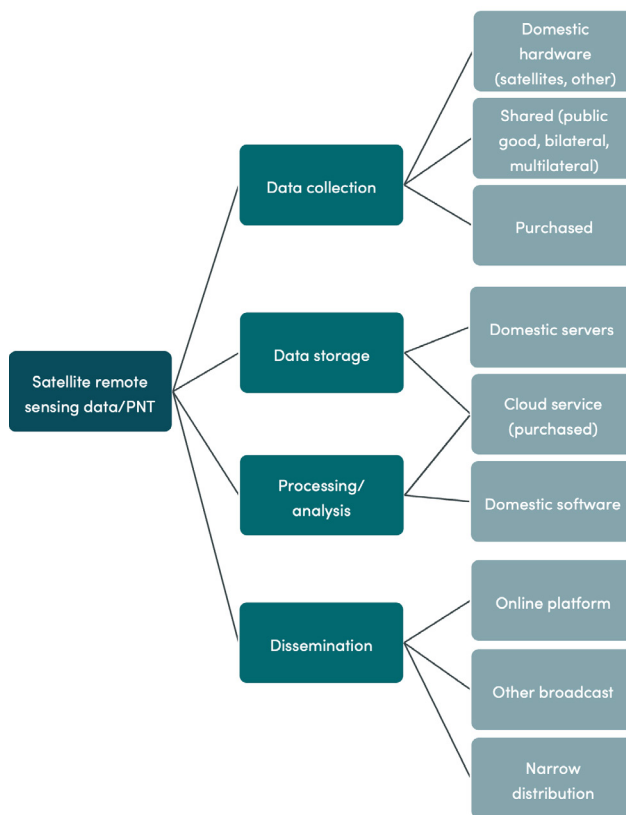 Satellite remote
sensing data/PNT
Data collection
Data storage
Processing/
analysis
Dissemination
Domestic
hardware
(satellites, other)
Shared (public
good, bilateral,
multilateral)
Purchased
Domestic servers
Cloud service
(purchased)
Domestic software
Online platform
Other broadcast
Narrow
distribution